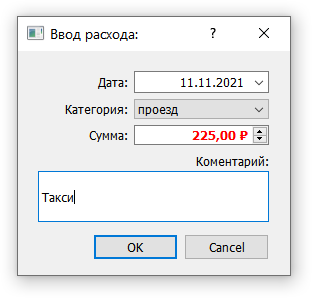 Ввод расхода:
Дата: 11.11.2021
Категория: проезд
Сумма: 225,00 ₽
Коментарий:
Такси
OK Cancel